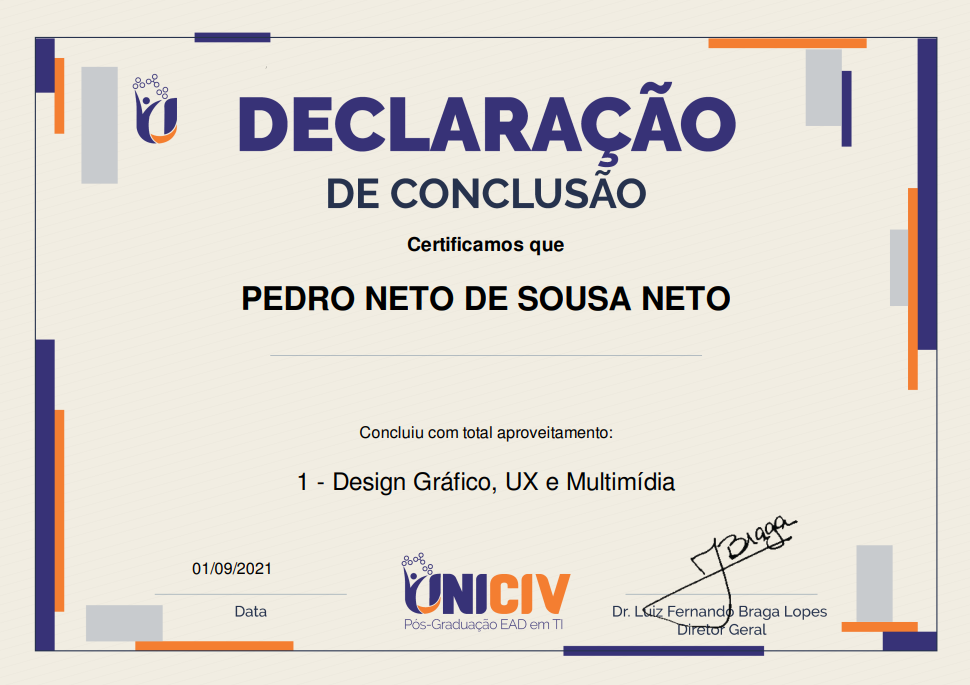 DECLARAÇÃO
DE CONCLUSÃO
Certificamos que
PEDRO NETO DE SOUSA NETO
Concluiu com total aproveitamento:
1 - Design Gráfico, UX e Multimídia
01/09/2021
Data
UNICIV
Pós-Graduação EAD em TI
JBraga
Dr. Luiz Fernando Braga Lopes
Diretor Geral